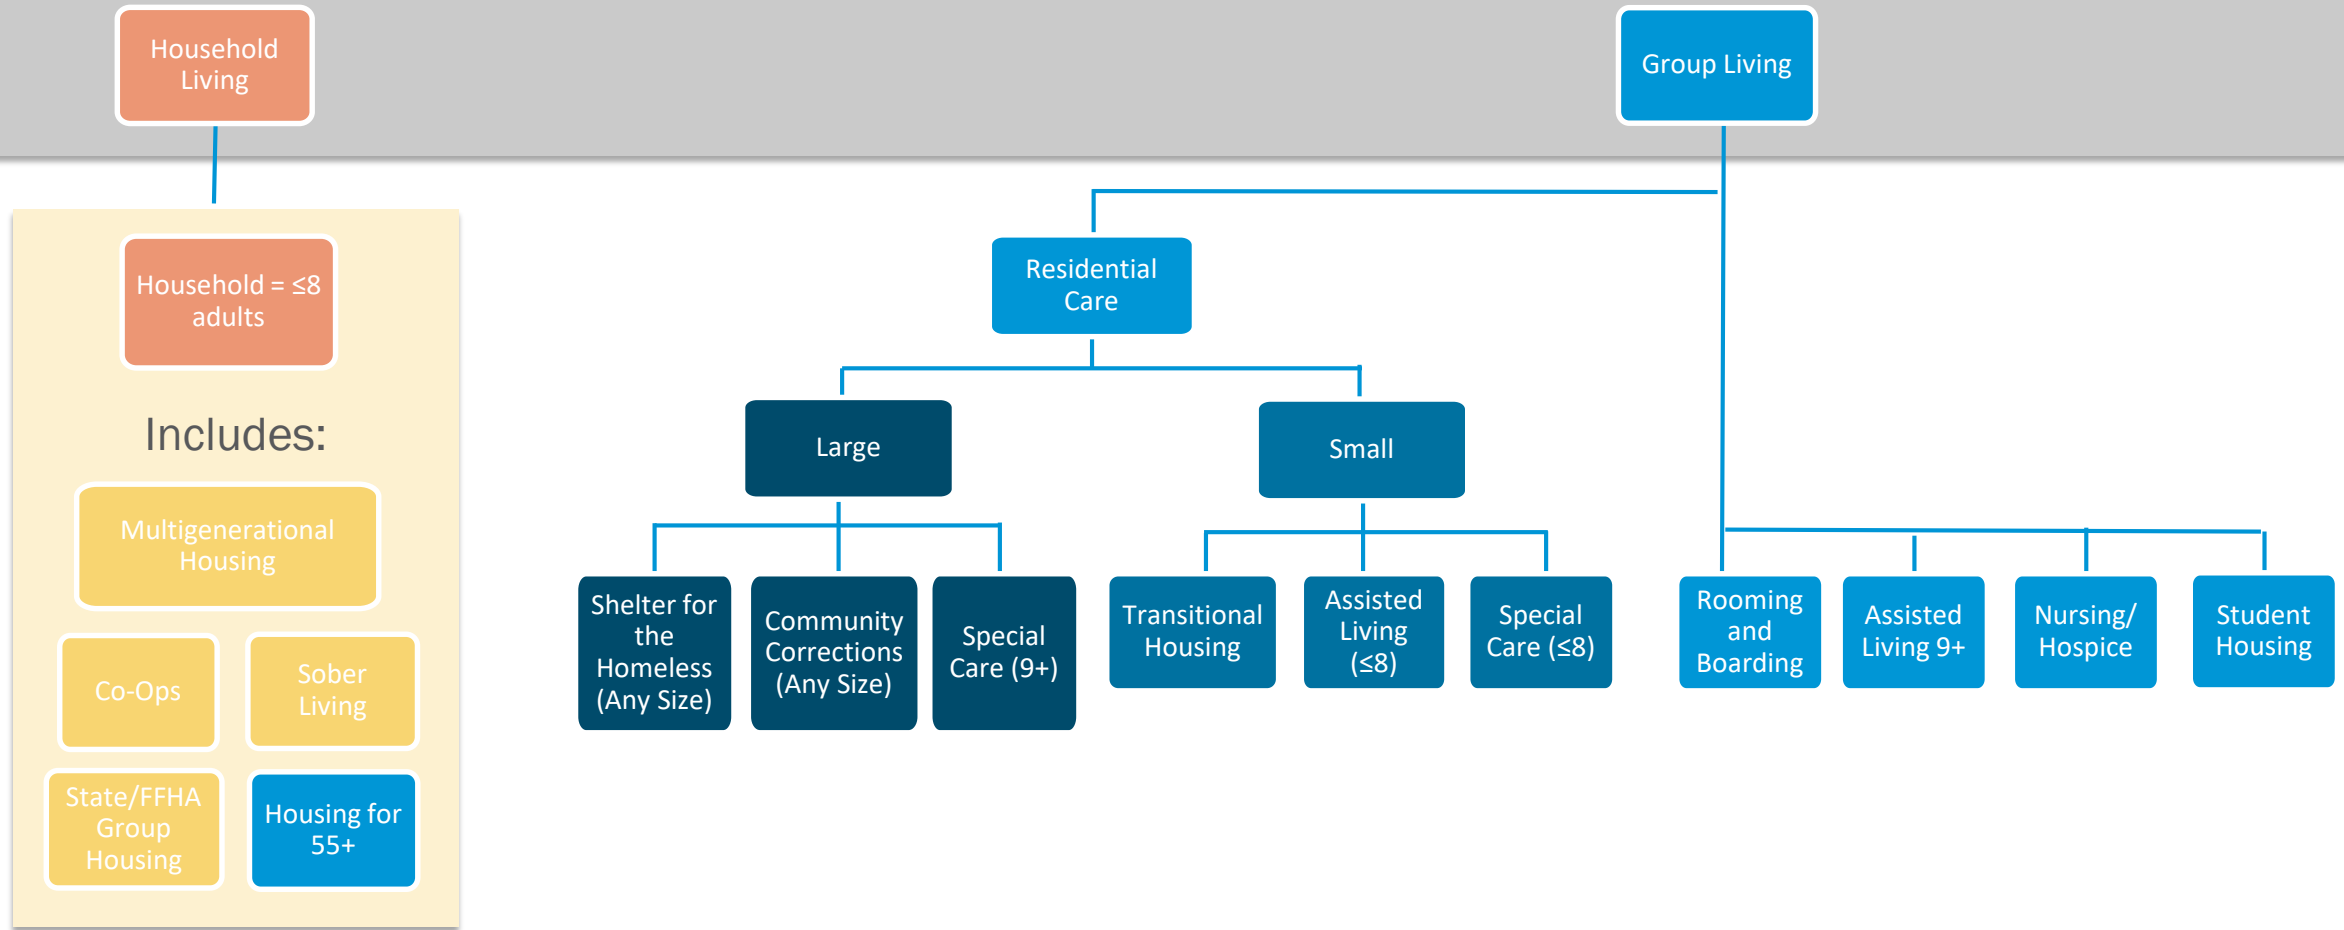 Household
Living
Group Living
Household = ≤8
adults
Includes:
Multigenerational
Housing
Co-Ops
Sober
Living
State/FFHA
Group
Housing
Housing for
55+
Residential
Care
Large
Small
Shelter for
the
Homeless
(Any Size)
Community
Corrections
(Any Size)
Special
Care (9+)
Transitional
Housing
Assisted
Living
(≤8)
Special
Care (≤8)
Rooming
and
Boarding
Assisted
Living 9+
Nursing/
Hospice
Student
Housing